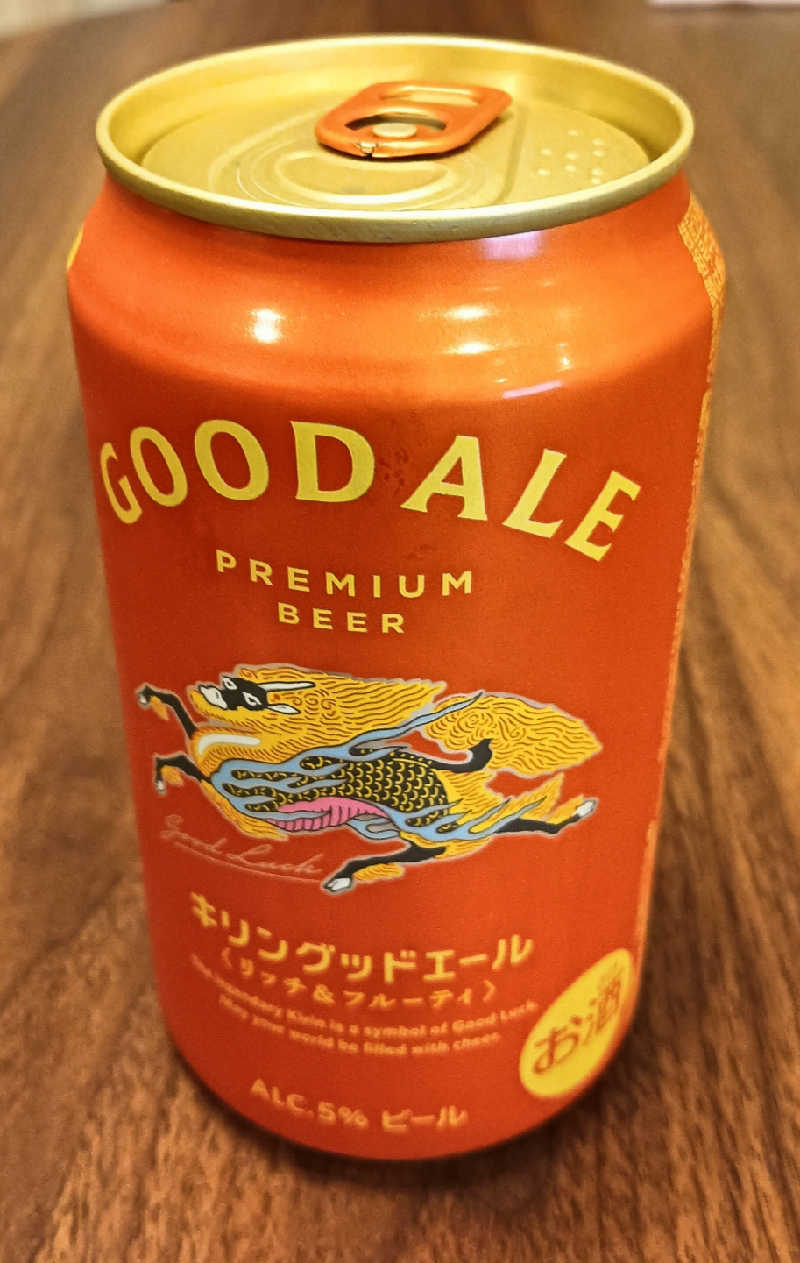 GOOD ALE
PREMIUM
BEER
Good Luck
キリングッドエール
〈リッチ&フルーティ〉
The legendary Kirin is a symbol of Good Luck.
May your world be filled with cheer.
お酒
ALC.5% ビール